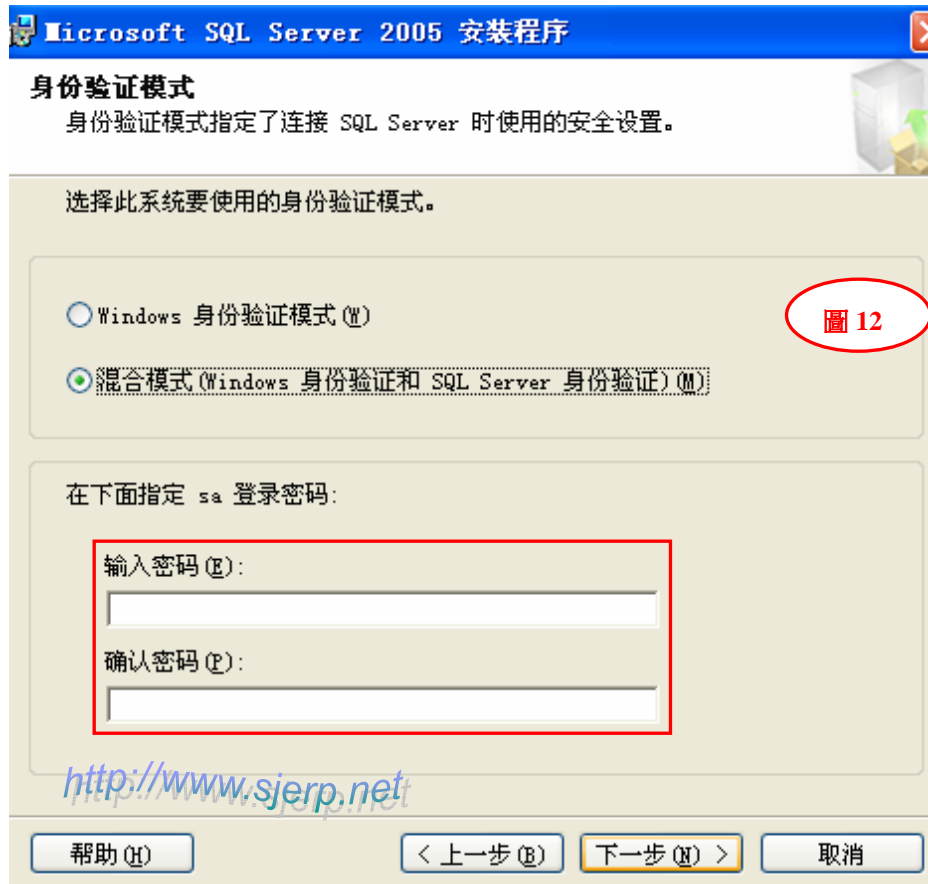 Microsoft SQL Server 2005 安装程序
身份验证模式
身份验证模式指定了连接 SQL Server 时使用的安全设置。
选择此系统要使用的身份验证模式。
Windows 身份验证模式(W)
圖 12
混合模式(Windows 身份验证和 SQL Server 身份验证)(M)
在下面指定 sa 登录密码:
输入密码(E):
确认密码(P):
http://www.sjerp.net
帮助(H)
< 上一步(B)
下一步(N) >
取消